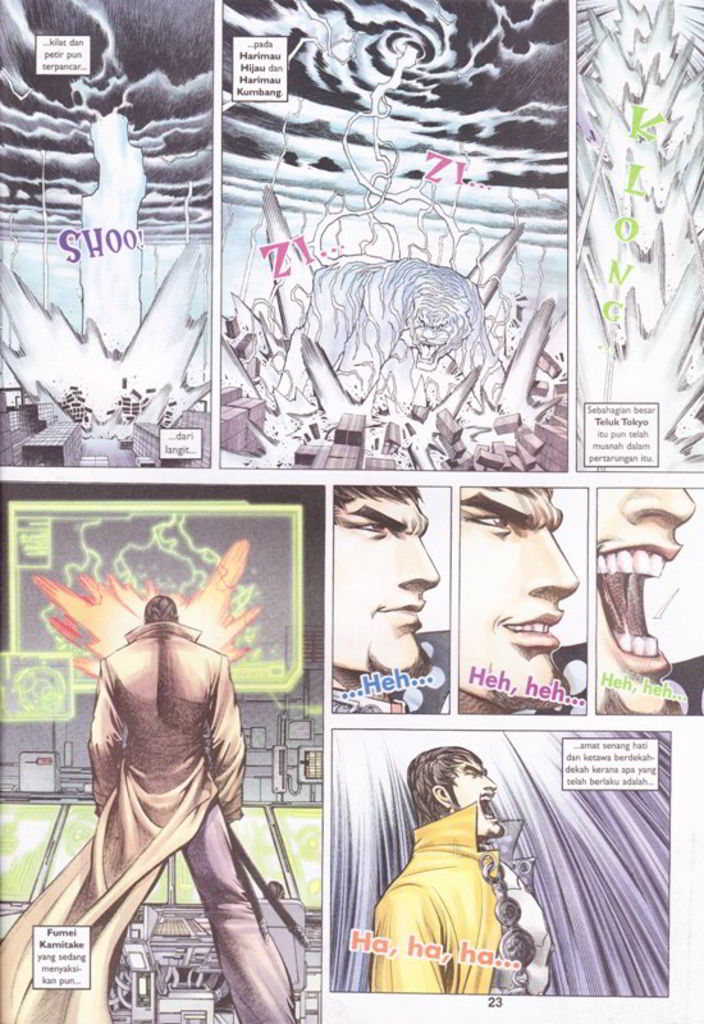 ...kilat dan
petir pun
terpancar...
SHOO!
...dari
langit...
...pada
Harimau
Hijau dan
Harimau
Kumbang.
ZI...
ZI...
KLONG...
Sebahagian besar
Teluk Tokyo
itu pun telah
musnah dalam
pertarungan itu.
Fumei
Kamitake
yang sedang
menyaksi-
kan pun...
...Heh...
Heh, heh...
Heh, heh...
...amat senang hati
dan ketawa berdekah-
dekah kerana apa yang
telah berlaku adalah...
Ha, ha, ha...
23